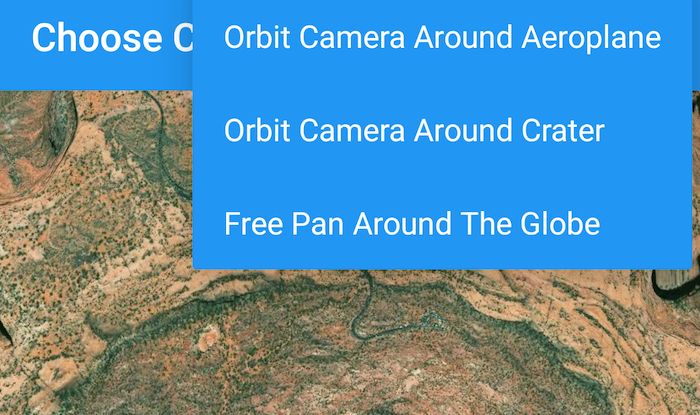 Choose
Orbit Camera Around Aeroplane
Orbit Camera Around Crater
Free Pan Around The Globe